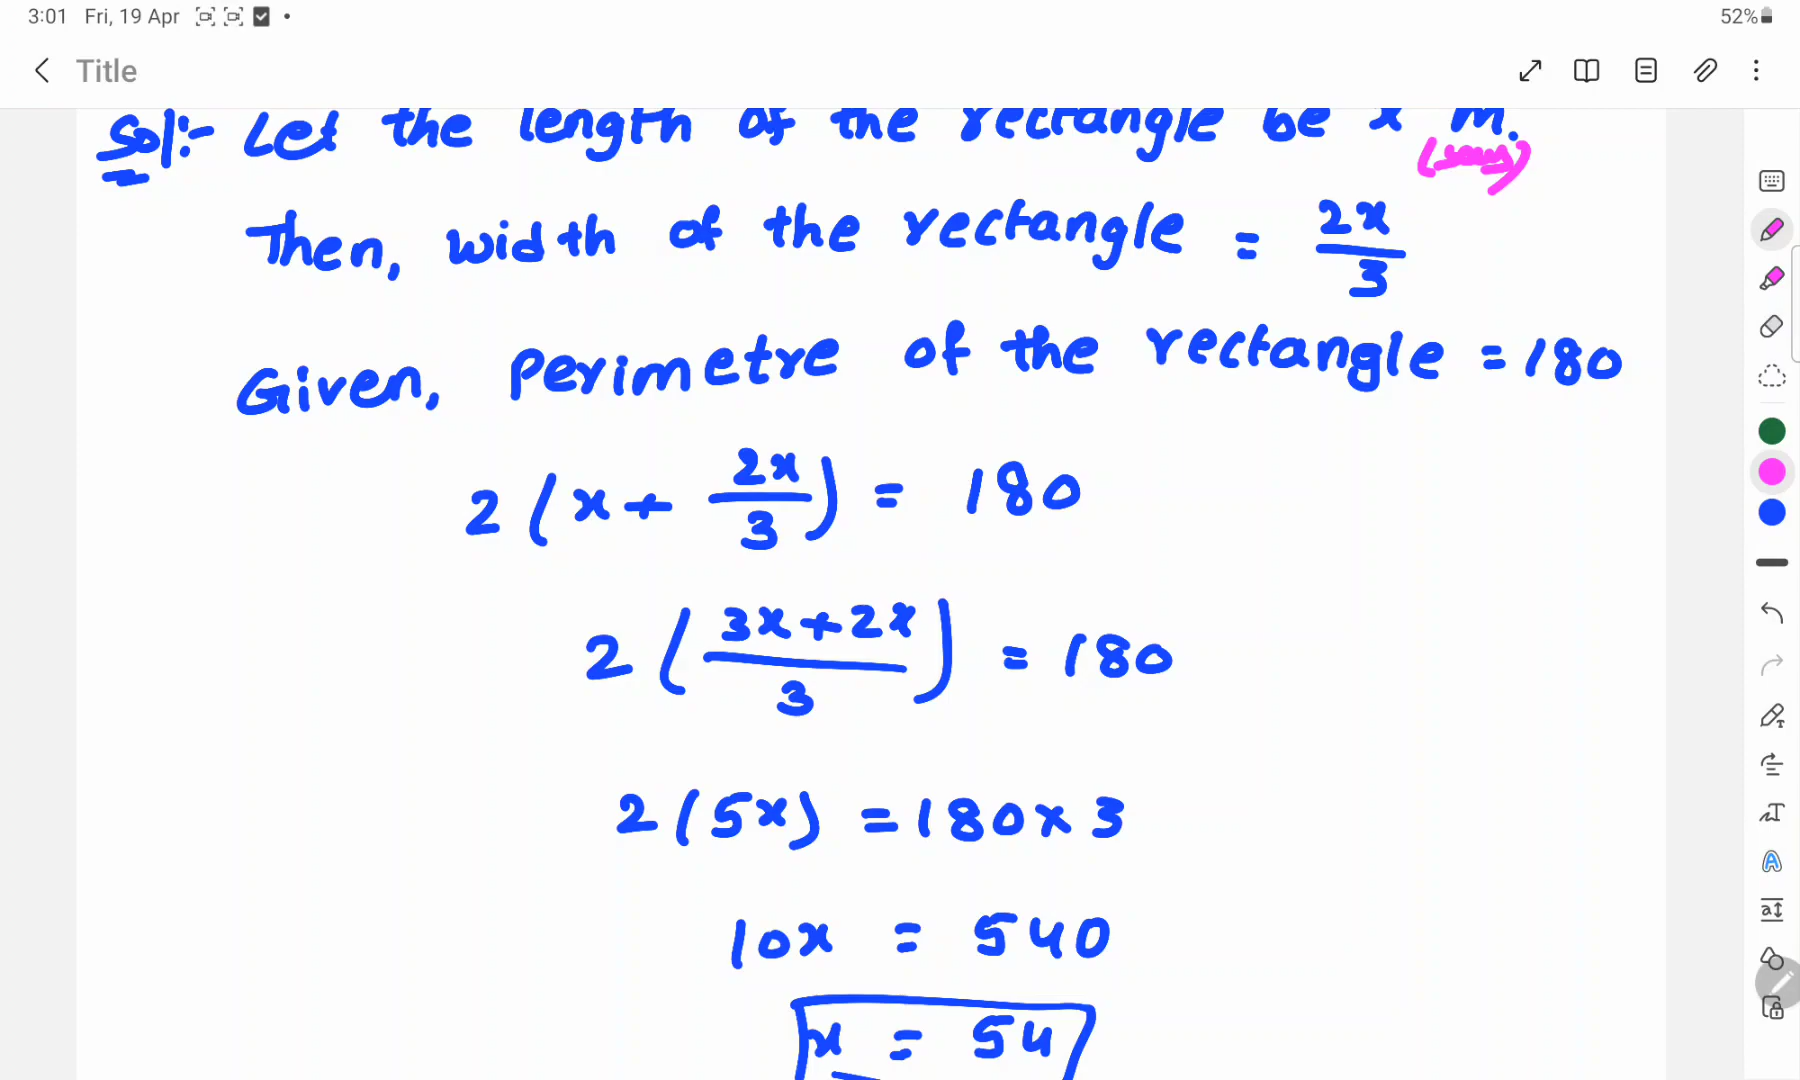 3:01 Fri, 19 Apr 52%
Title
Sol:- Let the length of the rectangle be x m.
Then, width of the rectangle = 2x/3
Given, Perimetre of the rectangle = 180
2(x + 2x/3) = 180
2((3x+2x)/3) = 180
2(5x) = 180 x 3
10x = 540
x = 54